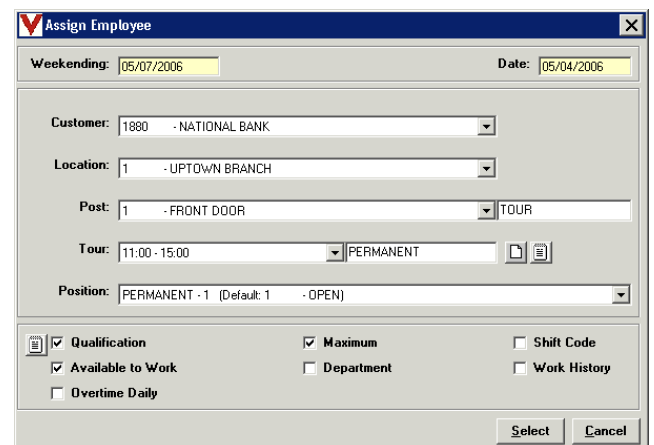 Assign Employee
Weekending: 05/07/2006 Date: 05/04/2006
Customer: 1880 - NATIONAL BANK
Location: 1 - UPTOWN BRANCH
Post: 1 - FRONT DOOR TOUR
Tour: 11:00 - 15:00 PERMANENT
Position: PERMANENT - 1 (Default: 1 - OPEN)
Qualification Maximum Shift Code
Available to Work Department Work History
Overtime Daily
Select Cancel